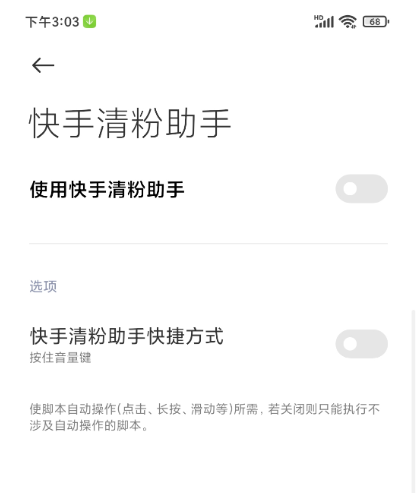 下午3:03
HD
68
快手清粉助手
使用快手清粉助手
选项
快手清粉助手快捷方式
按住音量键
使脚本自动操作(点击、长按、滑动等)所需, 若关闭则只能执行不
涉及自动操作的脚本。